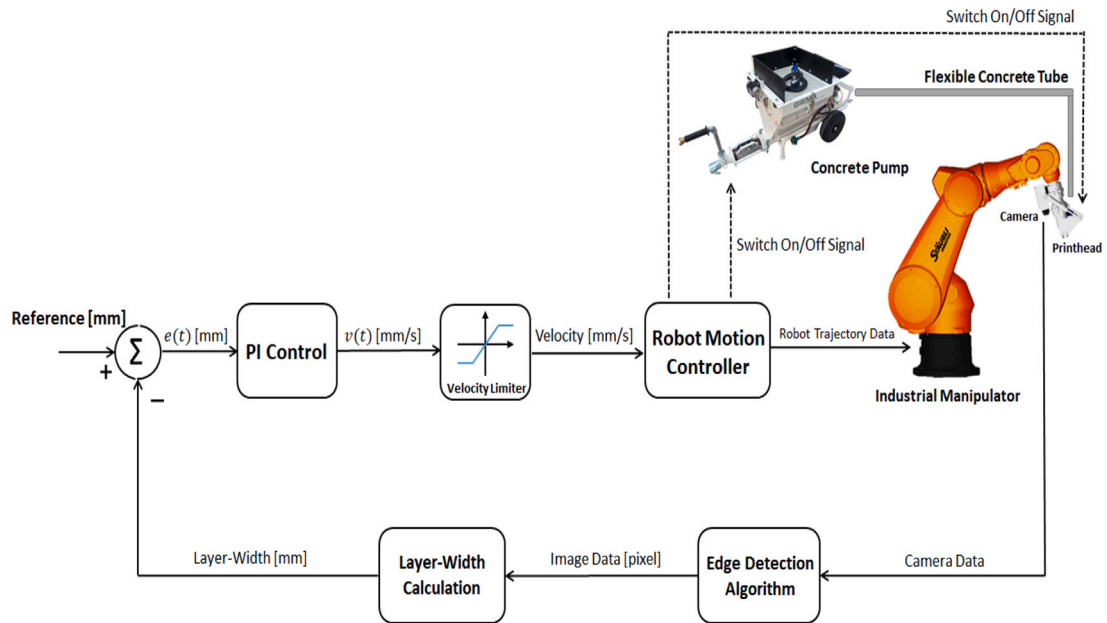 Switch On/Off Signal
Flexible Concrete Tube
Concrete Pump
Camera
Printhead
STÄUBLI
Switch On/Off Signal
Reference [mm]
e(t) [mm]
PI Control
v(t) [mm/s]
Velocity Limiter
Velocity [mm/s]
Robot Motion
Controller
Robot Trajectory Data
Industrial Manipulator
Σ
+
−
Layer-Width [mm]
Layer-Width
Calculation
Image Data [pixel]
Edge Detection
Algorithm
Camera Data